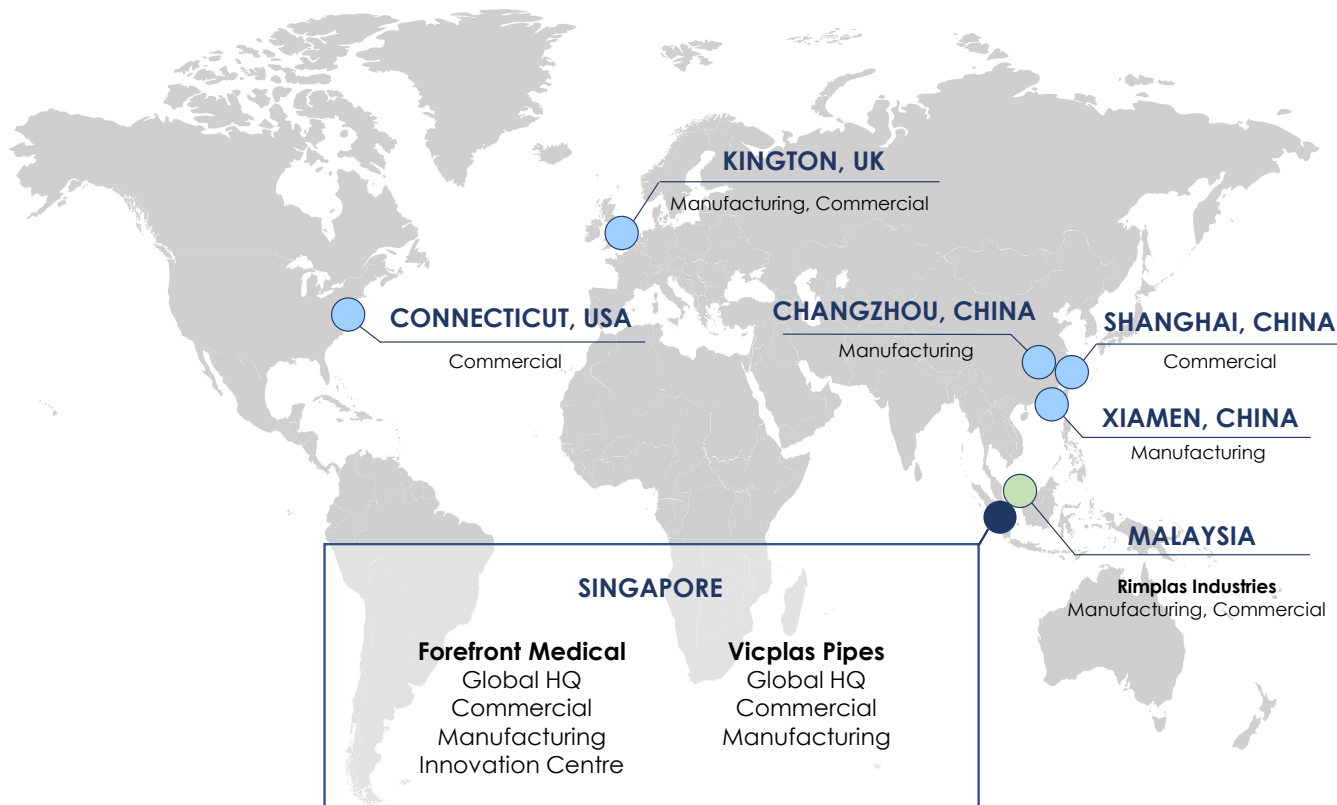 KINGTON, UK
Manufacturing, Commercial
CONNECTICUT, USA
Commercial
CHANGZHOU, CHINA
Manufacturing
SHANGHAI, CHINA
Commercial
XIAMEN, CHINA
Manufacturing
MALAYSIA
Rimplas Industries
Manufacturing, Commercial
SINGAPORE
Forefront Medical
Global HQ
Commercial
Manufacturing
Innovation Centre
Vicplas Pipes
Global HQ
Commercial
Manufacturing